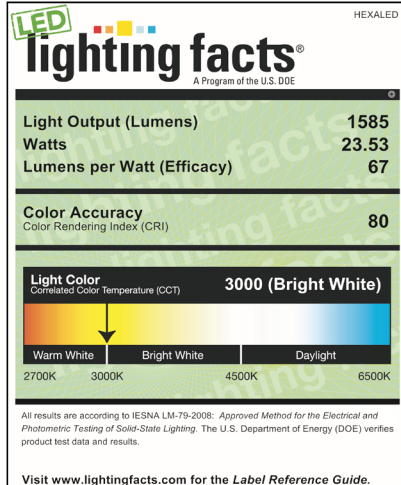 HEXALED
LED
lighting facts®
A Program of the U.S. DOE
Light Output (Lumens) 1585
Watts 23.53
Lumens per Watt (Efficacy) 67
Color Accuracy
Color Rendering Index (CRI) 80
Light Color
Correlated Color Temperature (CCT) 3000 (Bright White)
Warm White Bright White Daylight
2700K 3000K 4500K 6500K
All results are according to IESNA LM-79-2008: Approved Method for the Electrical and
Photometric Testing of Solid-State Lighting. The U.S. Department of Energy (DOE) verifies
product test data and results.
Visit www.lightingfacts.com for the Label Reference Guide.